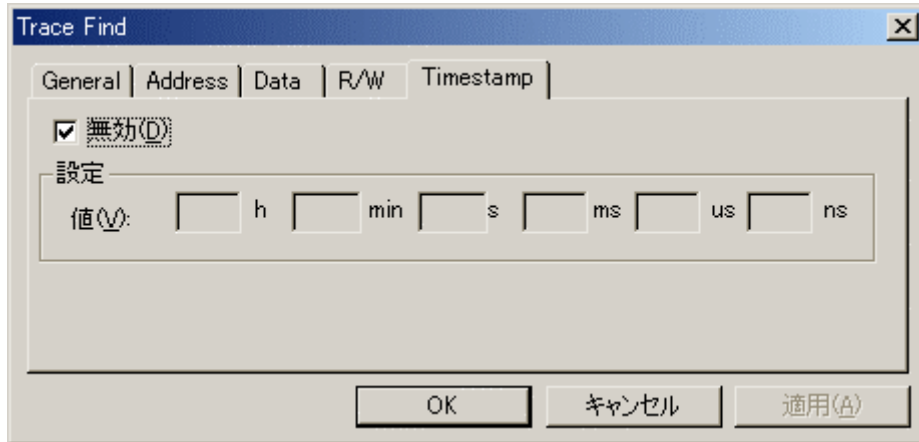 Trace Find
General Address Data R/W Timestamp
無効(D)
設定
値(V): h min s ms us ns
OK キャンセル 適用(A)